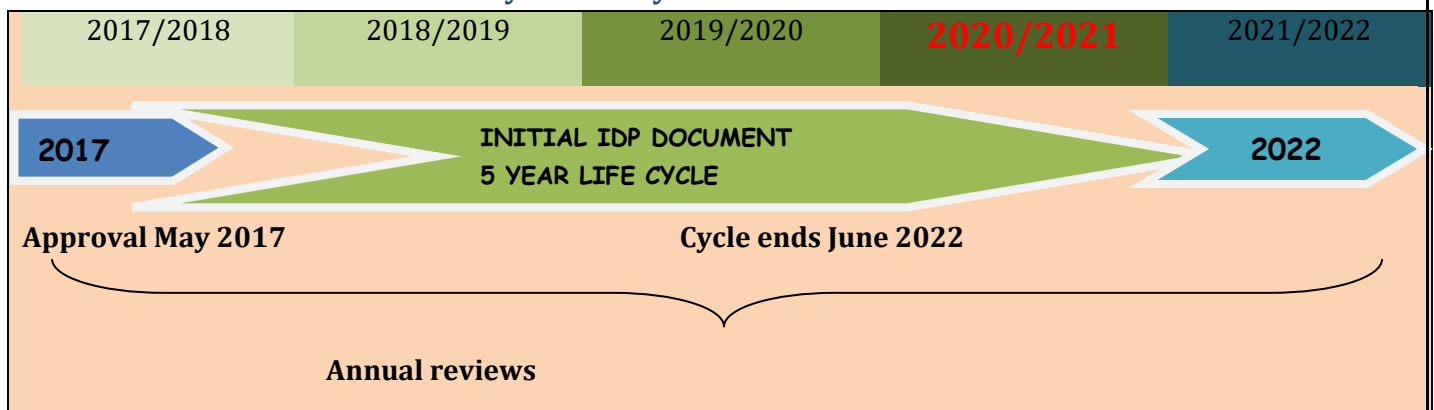 2017/2018 2018/2019 2019/2020 2020/2021 2021/2022
2017 INITIAL IDP DOCUMENT 2022
5 YEAR LIFE CYCLE
Approval May 2017 Cycle ends June 2022
Annual reviews